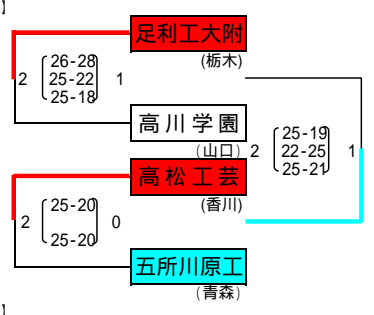 】
足利工大附
(栃木)
2 26-28 1
25-22
25-18
高川学園
(山口)
2 25-19 1
22-25
25-21
高松工芸
(香川)
2 25-20 0
25-20
五所川原工
(青森)
】